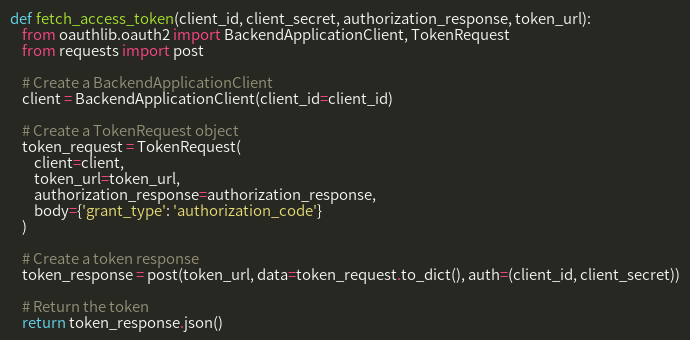 def fetch_access_token(client_id, client_secret, authorization_response, token_url):
from oauthlib.oauth2 import BackendApplicationClient, TokenRequest
from requests import post
# Create a BackendApplicationClient
client = BackendApplicationClient(client_id=client_id)
# Create a TokenRequest object
token_request = TokenRequest(
client=client,
token_url=token_url,
authorization_response=authorization_response,
body={'grant_type': 'authorization_code'}
)
# Create a token response
token_response = post(token_url, data=token_request.to_dict(), auth=(client_id, client_secret))
# Return the token
return token_response.json()